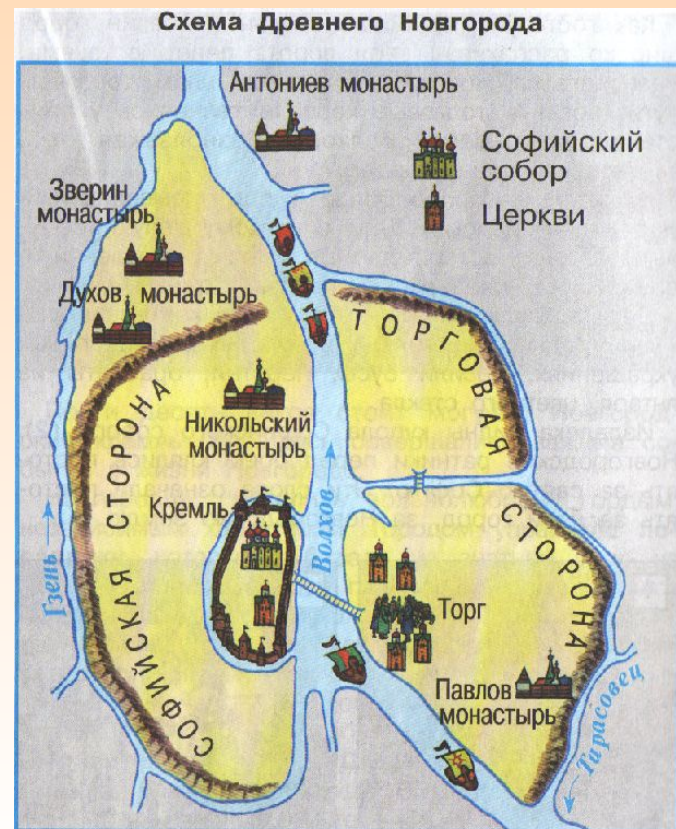 Схема Древнего Новгорода
Антониев монастырь
Софийский
собор
Церкви
Зверин
монастырь
Духов монастырь
ТОРГОВАЯ
СТОРОНА
Никольский
монастырь
Кремль
Волхов
Гзень
СОФИЙСКАЯ СТОРОНА
Торг
Павлов
монастырь
Тарасовец